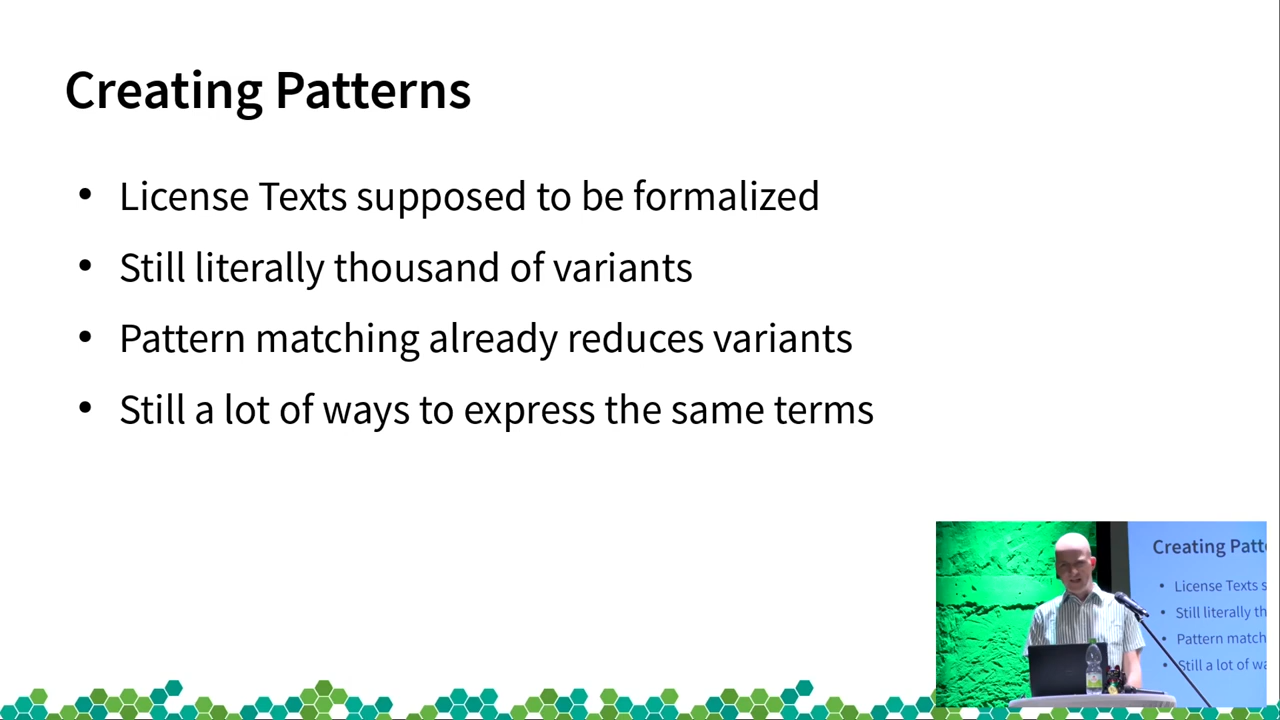 Creating Patterns
• License Texts supposed to be formalized
• Still literally thousand of variants
• Pattern matching already reduces variants
• Still a lot of ways to express the same terms
Creating Patt
• License Texts s
• Still literally th
• Pattern match
• Still a lot of wa